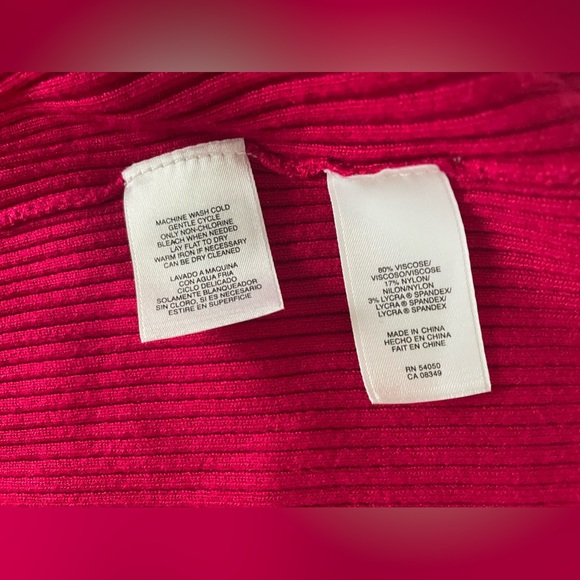 MACHINE WASH COLD
GENTLE CYCLE
ONLY NON-CHLORINE
BLEACH WHEN NEEDED
LAY FLAT TO DRY
WARM IRON IF NECESSARY
CAN BE DRY CLEANED
LAVADO A MAQUINA
CON AGUA FRIA
CICLO DELICADO
SOLAMENTE BLANQUEADOR
SIN CLORO, SI ES NECESARIO
ESTIRE EN SUPERFICIE
80% VISCOSE/
VISCOSO/VISCOSE
17% NYLON/
NILON/NYLON
3% LYCRA ® SPANDEX/
LYCRA ® SPANDEX/
LYCRA ® SPANDEX
MADE IN CHINA
HECHO EN CHINA
FAIT EN CHINE
RN 54050
CA 08349